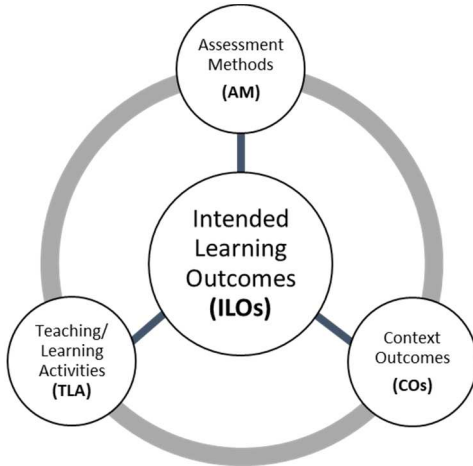 Assessment
Methods
(AM)
Intended
Learning
Outcomes
(ILOs)
Teaching/
Learning
Activities
(TLA)
Context
Outcomes
(COs)